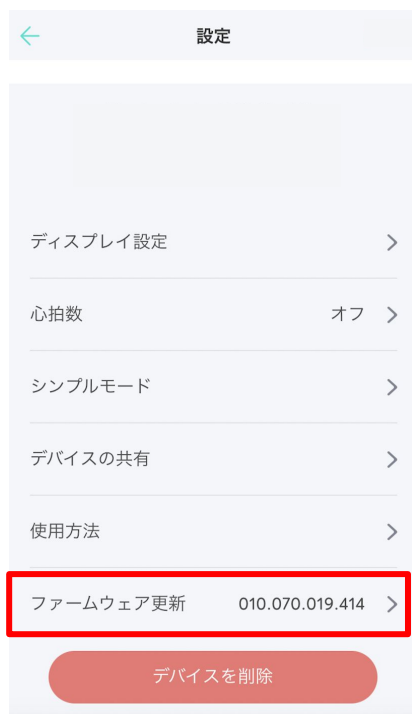 設定
ディスプレイ設定
心拍数 オフ
シンプルモード
デバイスの共有
使用方法
ファームウェア更新 010.070.019.414
デバイスを削除